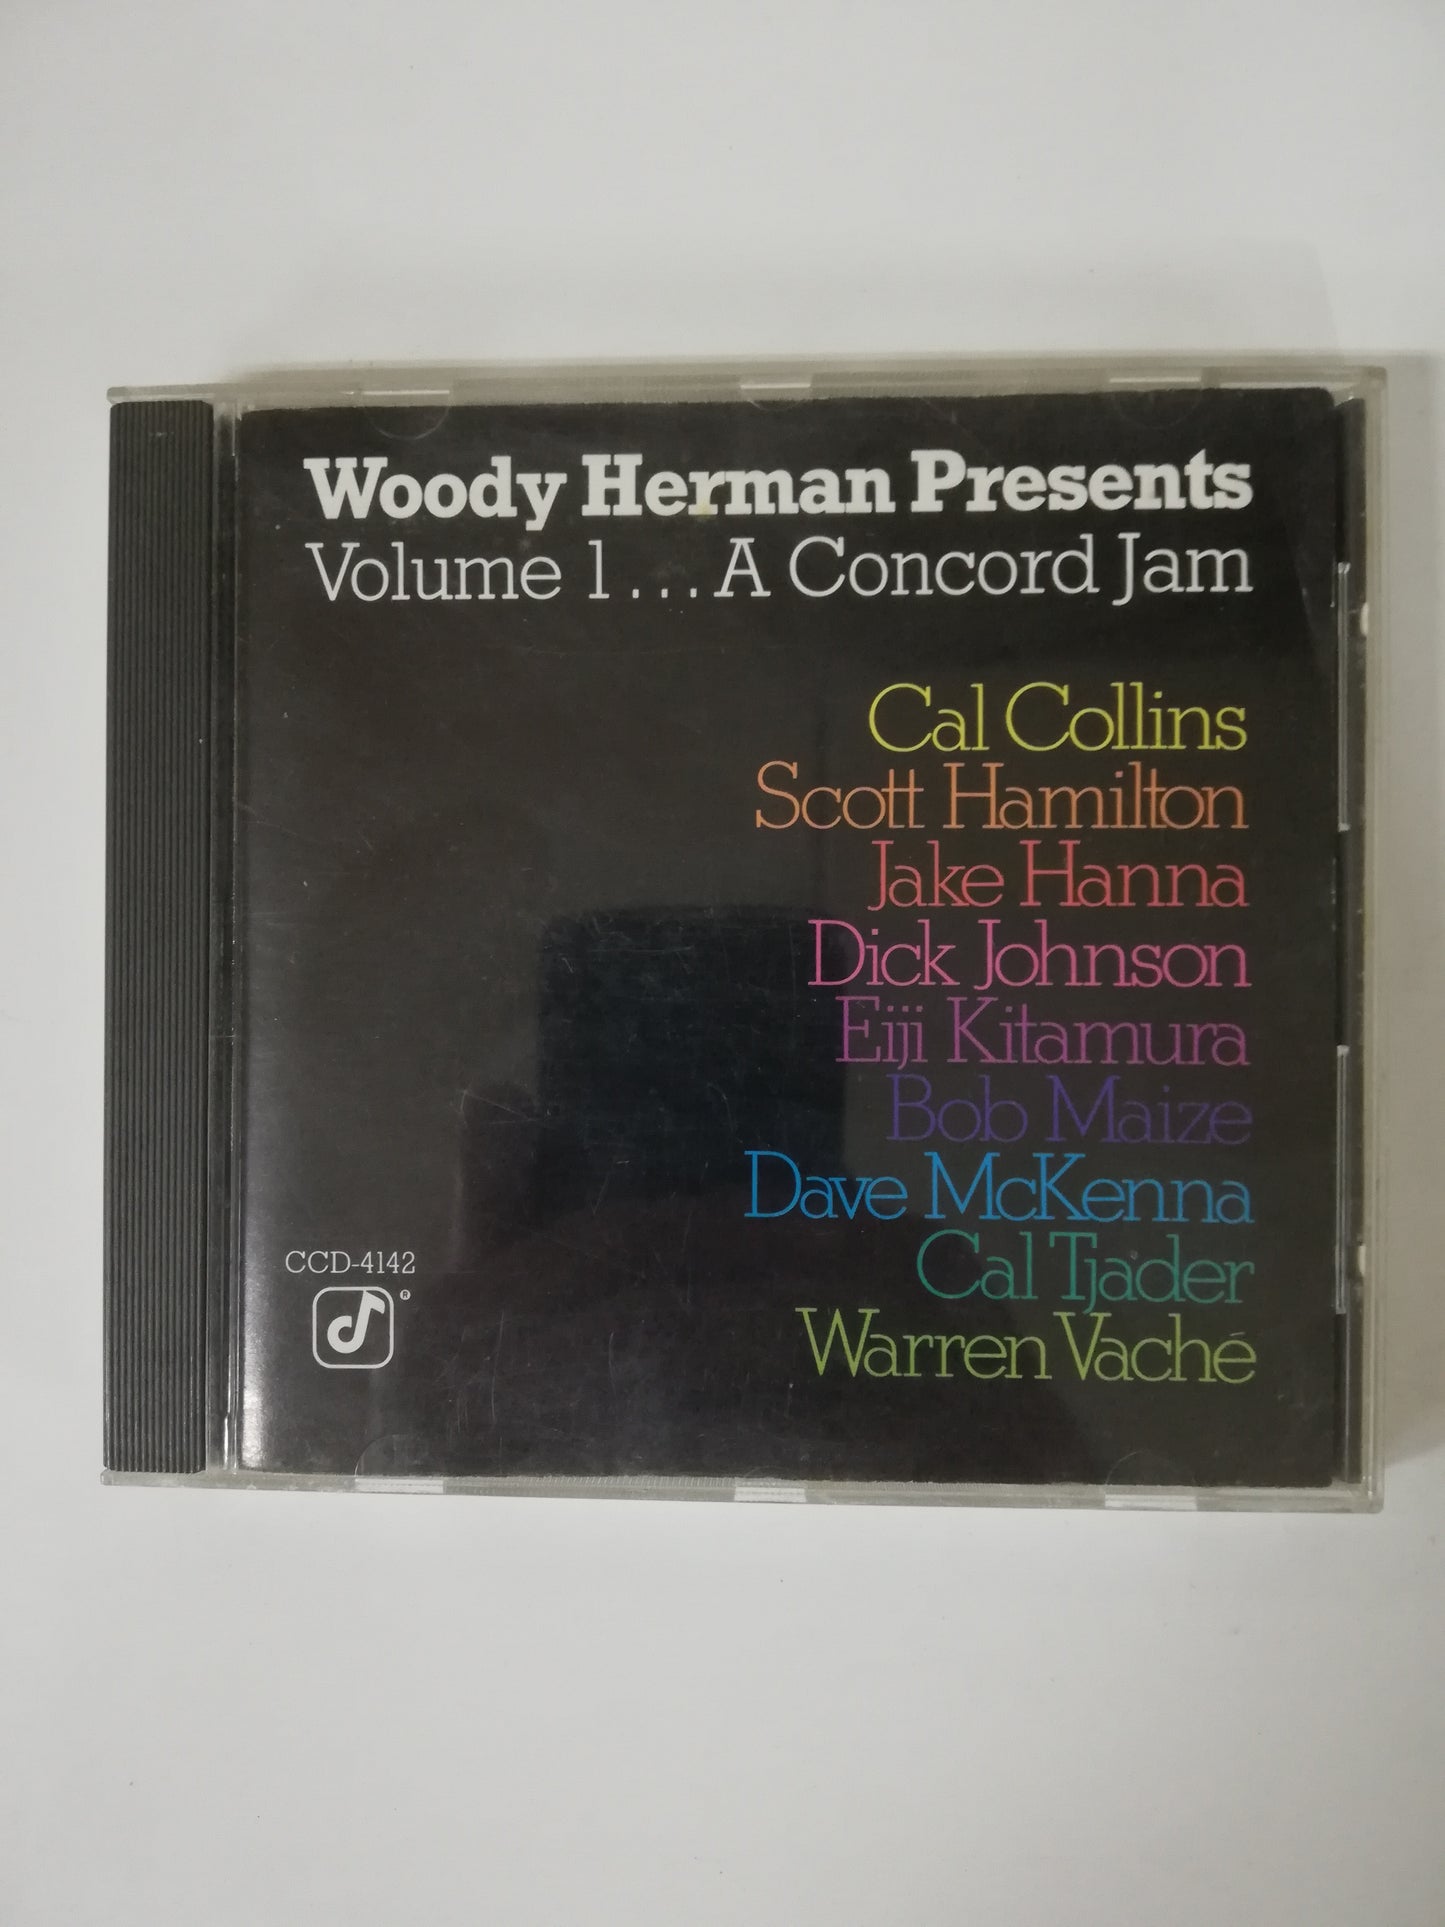 Woody Herman Presents
Volume 1... A Concord Jam
Cal Collins
Scott Hamilton
Jake Hanna
Dick Johnson
Eiji Kitamura
Bob Maize
Dave McKenna
Cal Tjader
Warren Vaché
CCD-4142
®